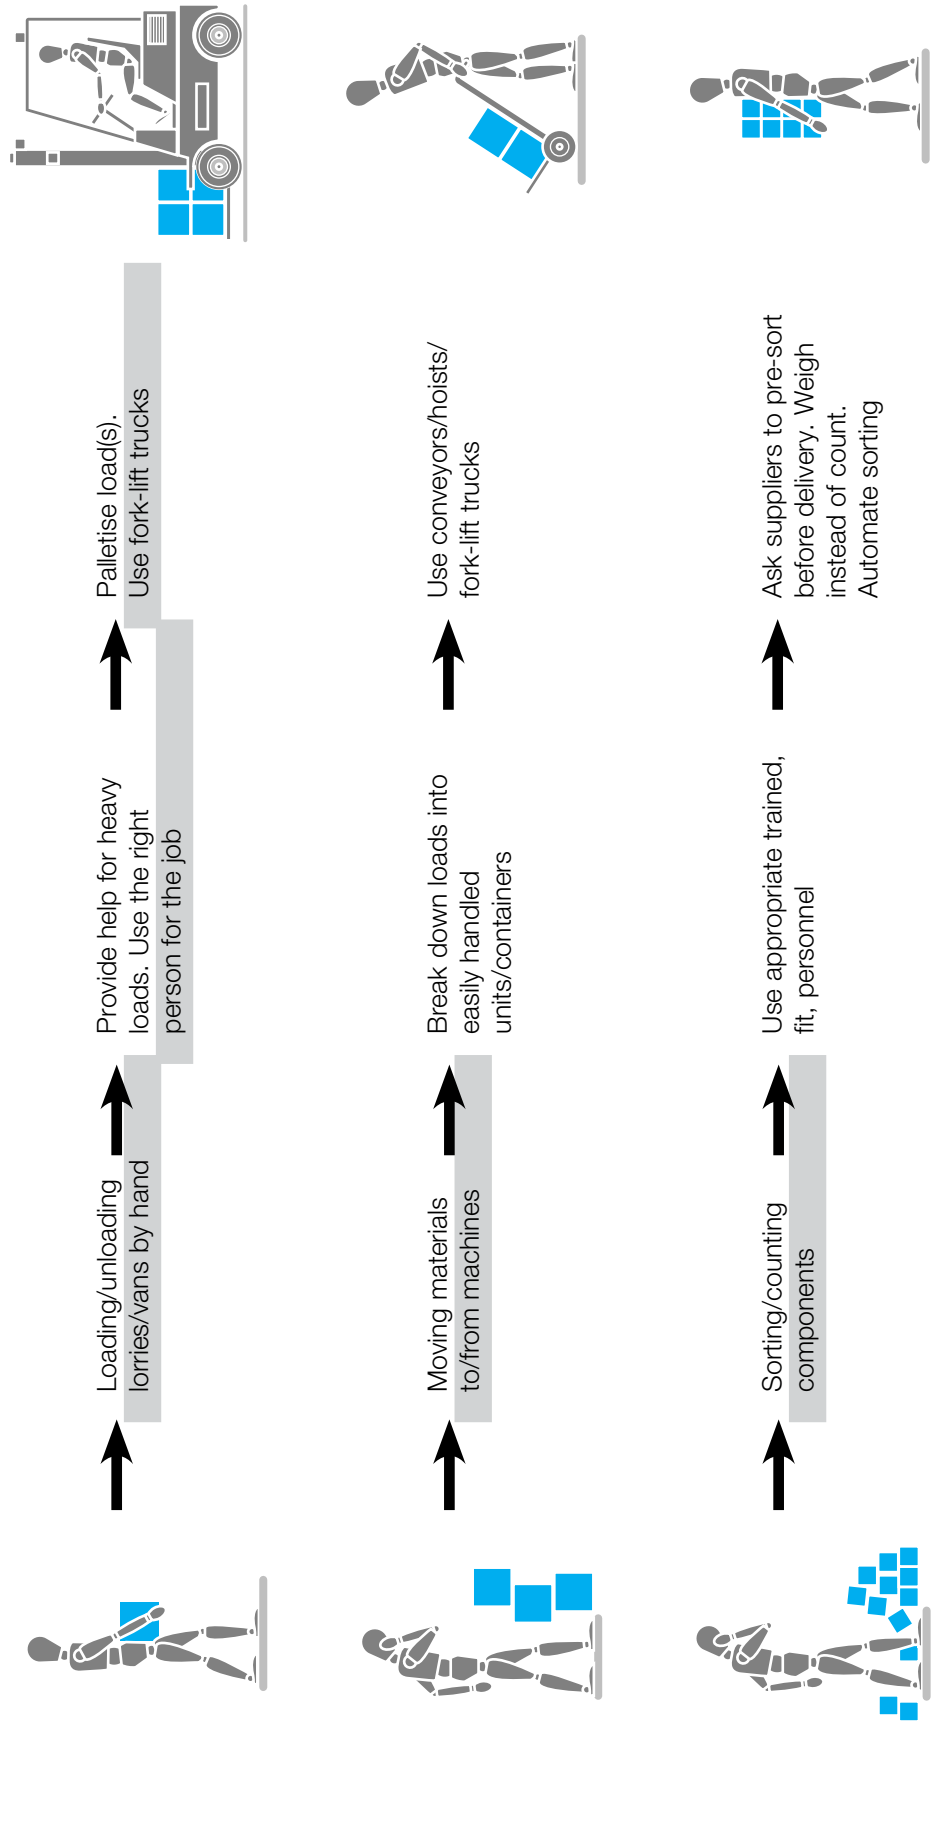 Loading/unloading
lorries/vans by hand
Provide help for heavy
loads. Use the right
person for the job
Palletise load(s).
Use fork-lift trucks
Moving materials
to/from machines
Break down loads into
easily handled
units/containers
Use conveyors/hoists/
fork-lift trucks
Sorting/counting
components
Use appropriate trained,
fit, personnel
Ask suppliers to pre-sort
before delivery. Weigh
instead of count.
Automate sorting